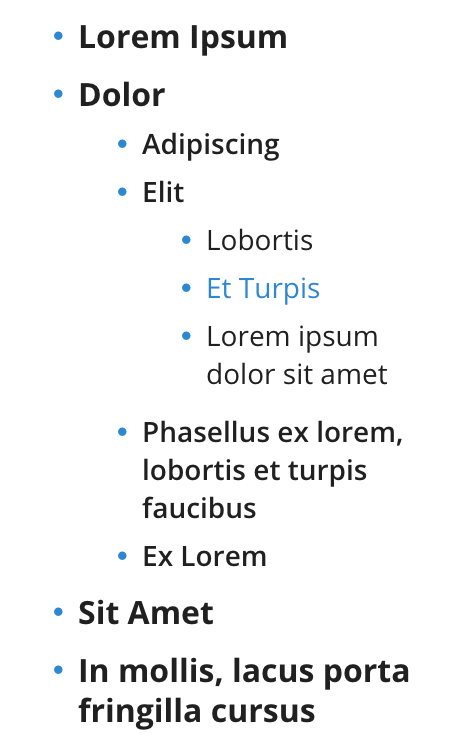 • Lorem Ipsum
• Dolor
• Adipiscing
• Elit
• Lobortis
• Et Turpis
• Lorem ipsum
dolor sit amet
• Phasellus ex lorem,
lobortis et turpis
faucibus
• Ex Lorem
• Sit Amet
• In mollis, lacus porta
fringilla cursus